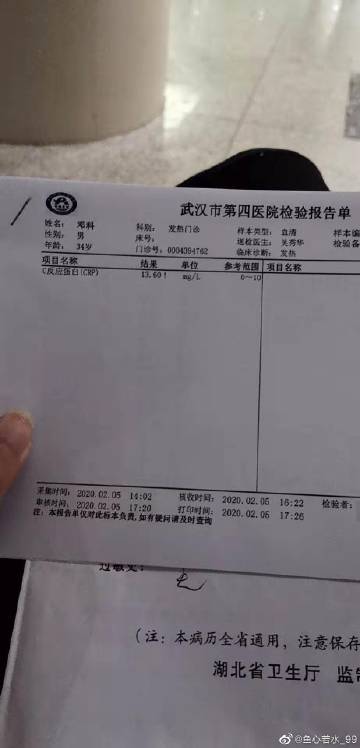 武汉市第四医院检验报告单
姓名: 邓科 科别: 发热门诊 样本类型: 血清 样本编
性别: 男 床号: 送检医生: 关秀华 检验备
年龄: 34岁 门诊号: 0004394762 临床诊断: 发热
项目名称 结果 单位 参考范围 项目名称
C反应蛋白(CRP) 13.60↑ mg/L 0--10
采集时间: 2020.02.05 14:02 核收时间: 2020.02.05 16:22 检验者:
审核时间: 2020.02.05 17:20 打印时间: 2020.02.05 17:26
注: 本报告单仅对此标本负责,如有疑问请及时查询
过敏史:
(注: 本病历全省通用, 注意保存
湖北省卫生厅 监
@鱼心若水_99